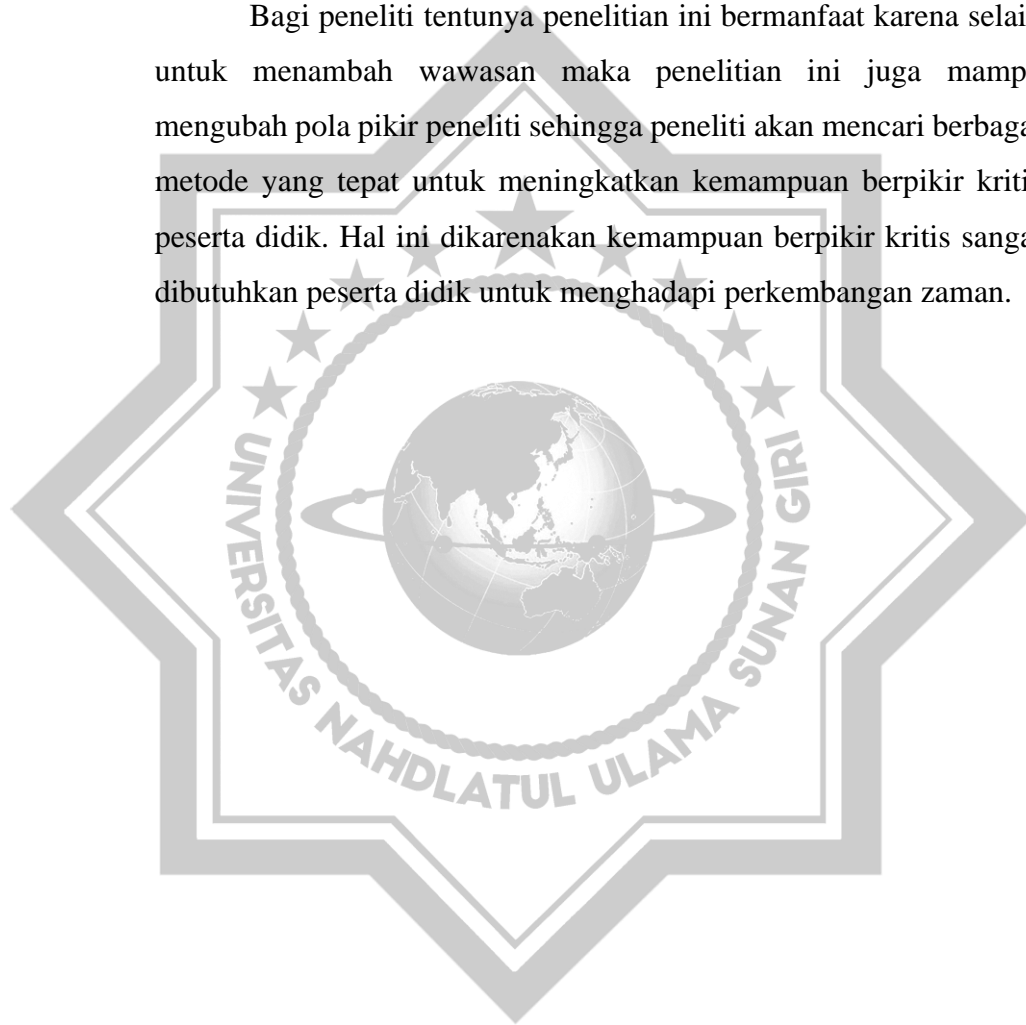 Bagi peneliti tentunya penelitian ini bermanfaat karena selai
untuk menambah wawasan maka penelitian ini juga mamp
mengubah pola pikir peneliti sehingga peneliti akan mencari berbaga
metode yang tepat untuk meningkatkan kemampuan berpikir kriti
peserta didik. Hal ini dikarenakan kemampuan berpikir kritis sanga
dibutuhkan peserta didik untuk menghadapi perkembangan zaman.
UNIVERSITAS NAHDLATUL ULAMA SUNAN GIRI